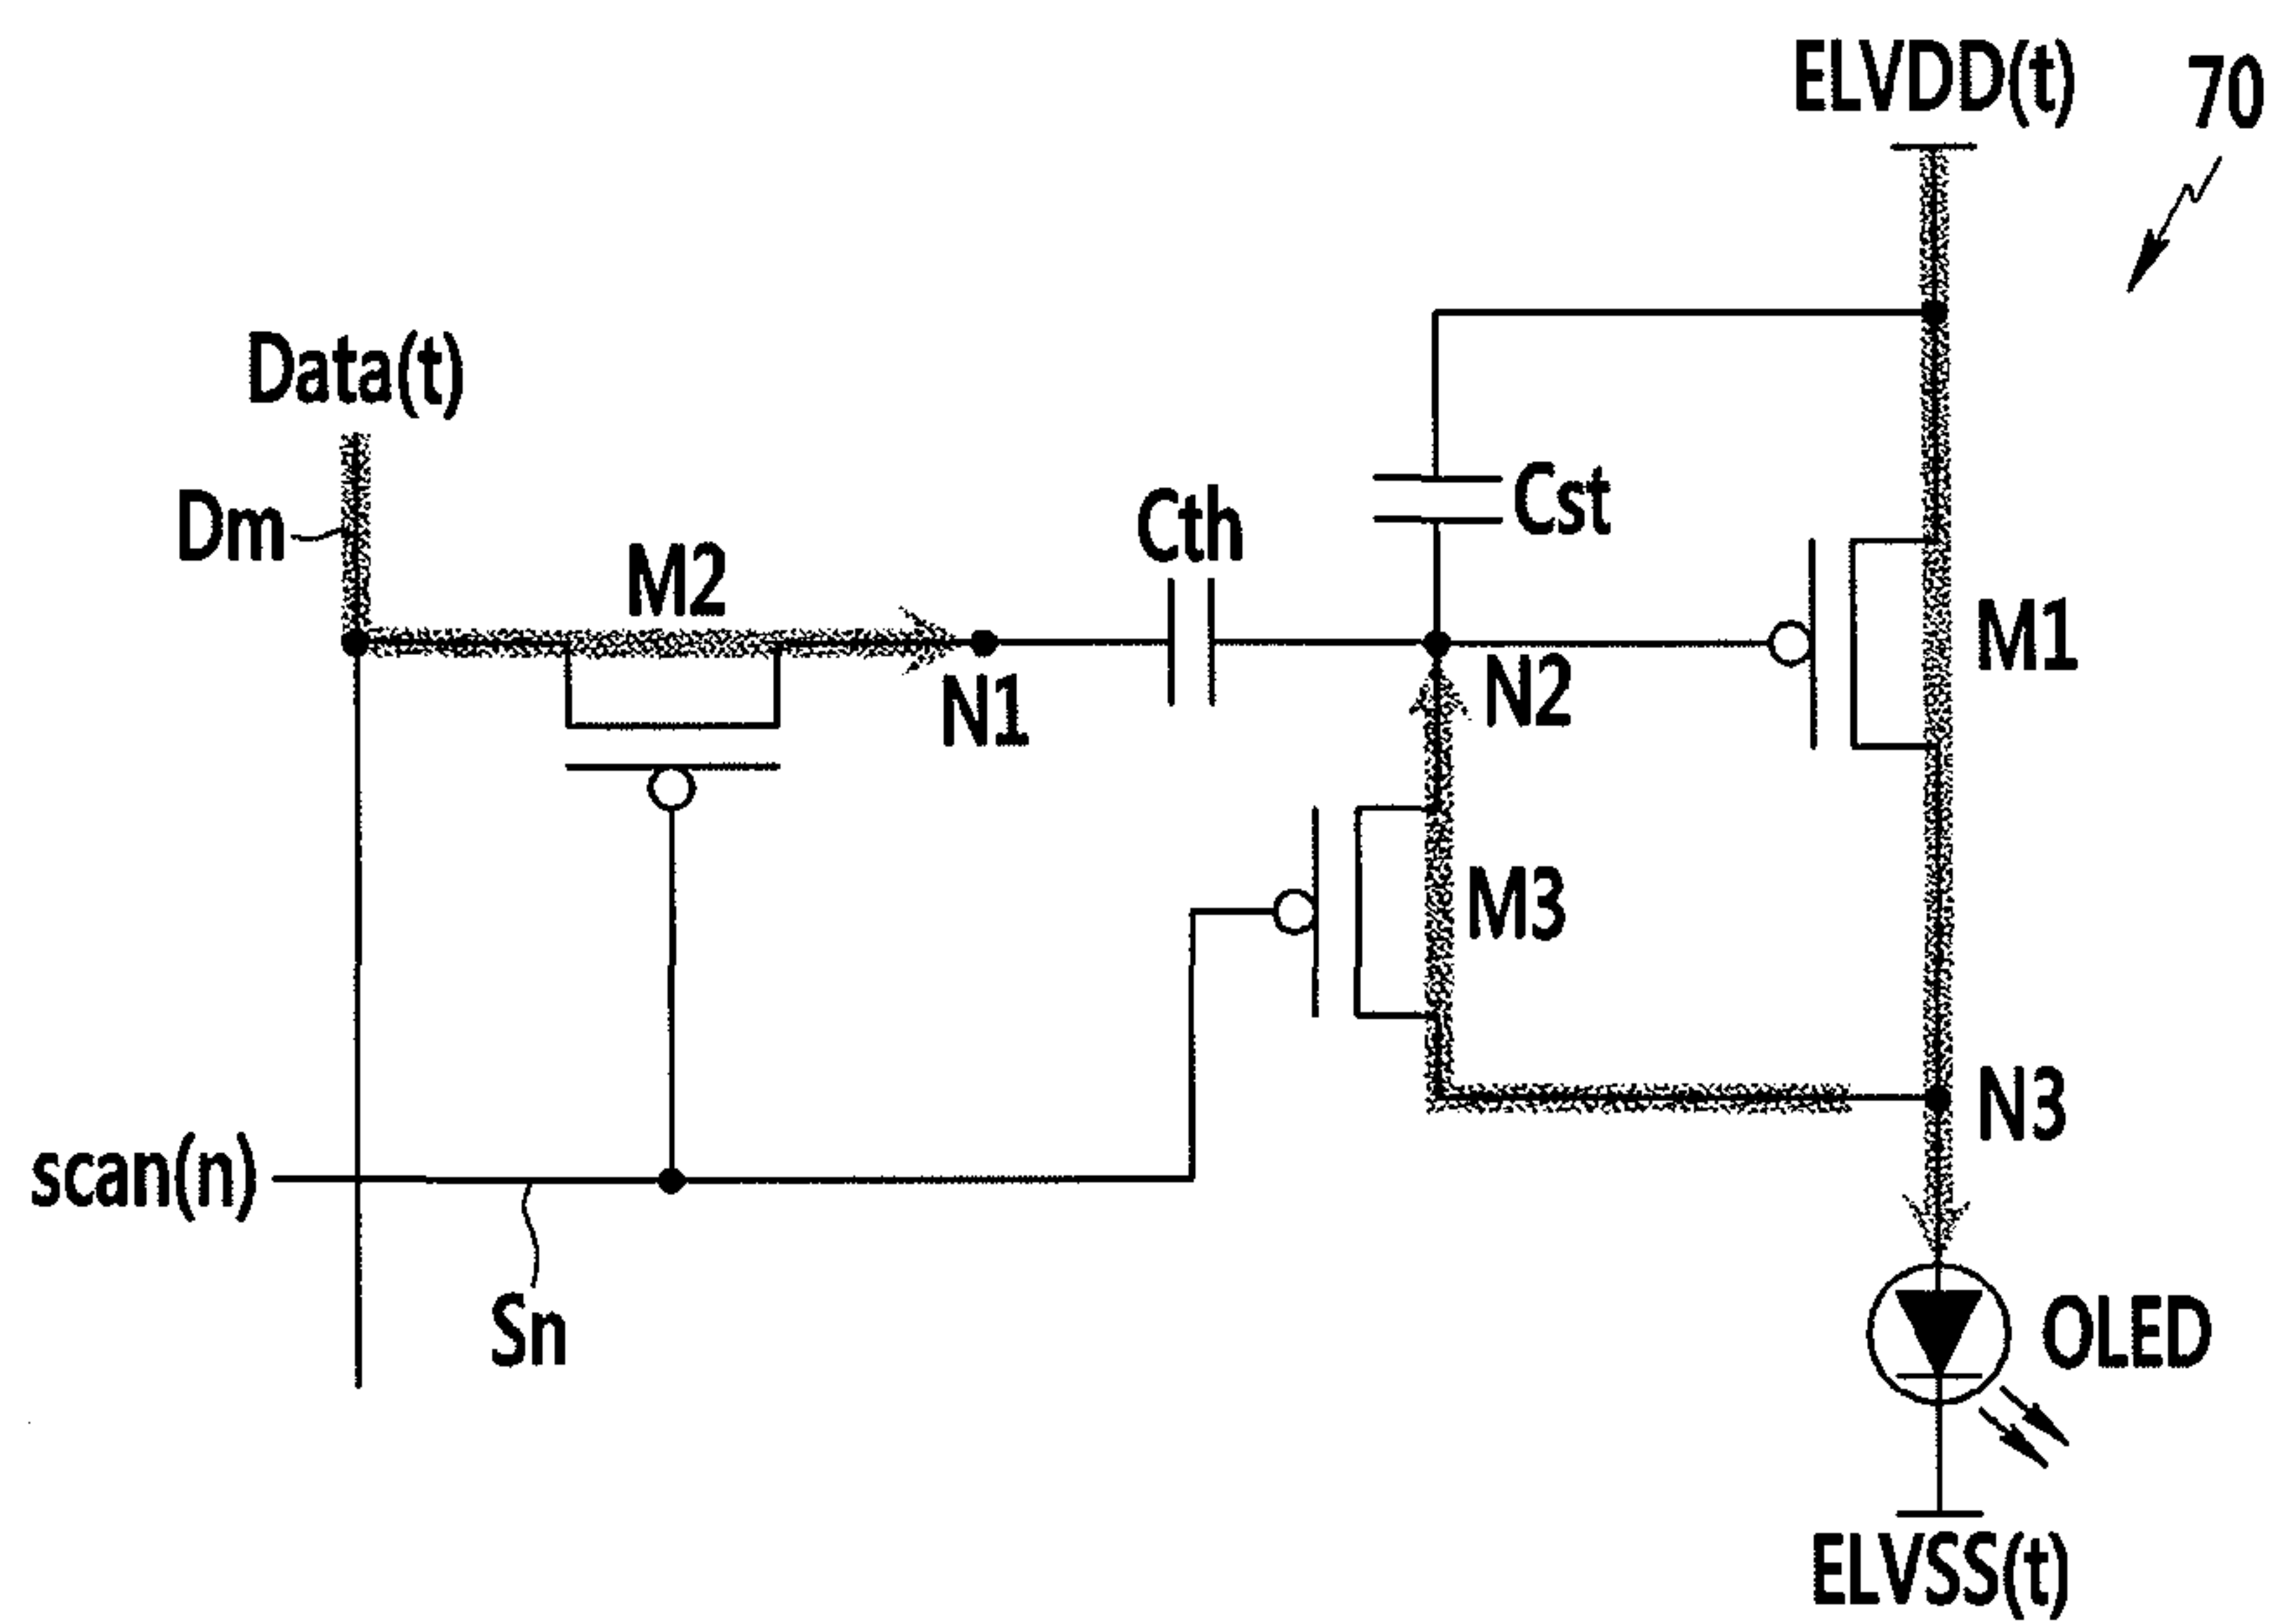 ELVDD(t)
70
Data(t)
Dm
Cst
Cth
M2
M1
N1
N2
M3
N3
scan(n)
Sn
OLED
ELVSS(t)